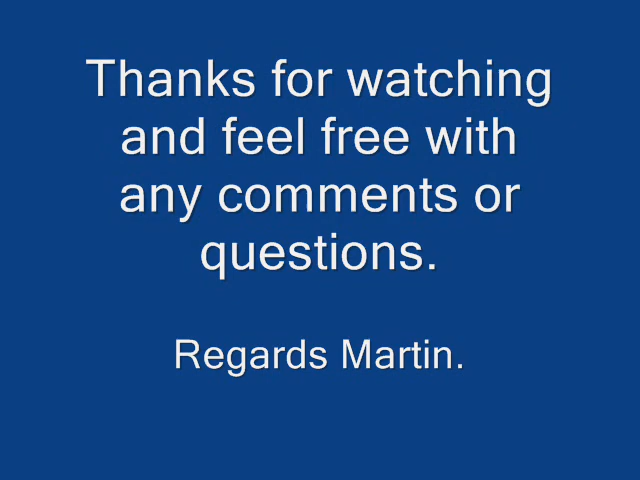 Thanks for watching
and feel free with
any comments or
questions.
Regards Martin.